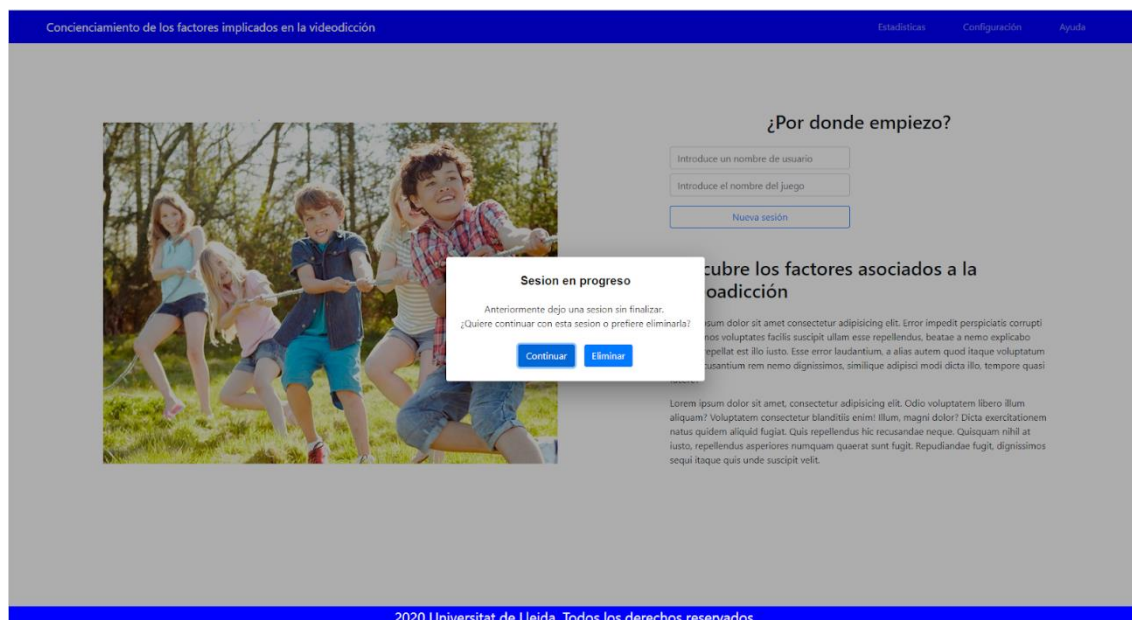 Concienciamiento de los factores implicados en la videodicción
Estadísticas
Configuración
Ayuda
¿Por donde empiezo?
Introduce un nombre de usuario
Introduce el nombre del juego
Nueva sesión
Sesion en progreso
Anteriormente dejo una sesion sin finalizar.
¿Quiere continuar con esta sesion o prefiere eliminarla?
Continuar
Eliminar
cubre los factores asociados a la
oadicción
sum dolor sit amet consectetur adipisicing elit. Error impedit perspiciatis corrupti
nos voluptates facilis suscipit ullam esse repellendus, beatae a nemo explicabo
repellat est illo iusto. Esse error laudantium, a alias autem quod itaque voluptatum
cusantium rem nemo dignissimos, similique adipisci modi dicta illo, tempore quasi
Lorem ipsum dolor sit amet, consectetur adipisicing elit. Odio voluptatem libero illum
aliquam? Voluptatem consectetur blanditiis enim! Illum, magni dolor? Dicta exercitationem
natus quidem aliquid fugiat. Quis repellendus hic recusandae neque. Quisquam nihil at
iusto, repellendus asperiores numquam quaerat sunt fugit. Repudiandae fugit, dignissimos
sequi itaque quis unde suscipit velit.
2020 Universitat de Lleida. Todos los derechos reservados